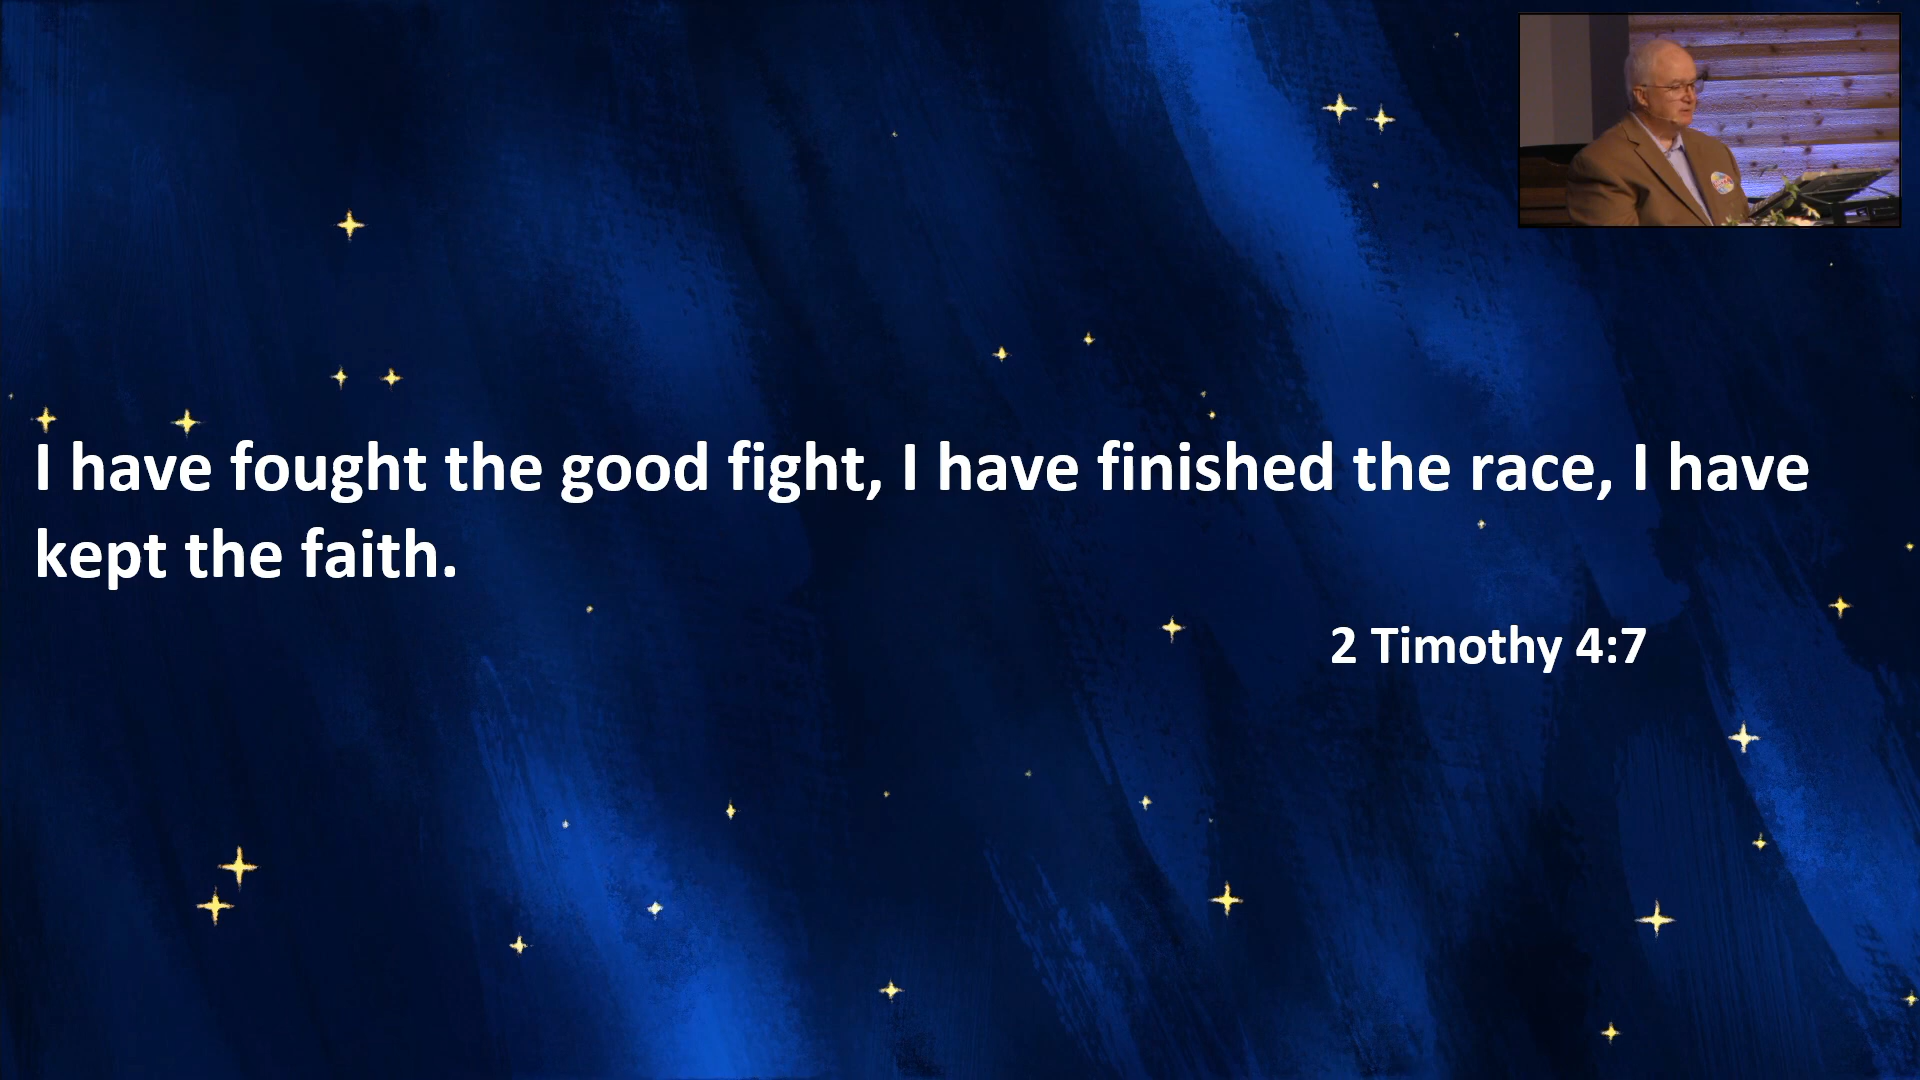 I have fought the good fight, I have finished the race, I have
kept the faith.
2 Timothy 4:7